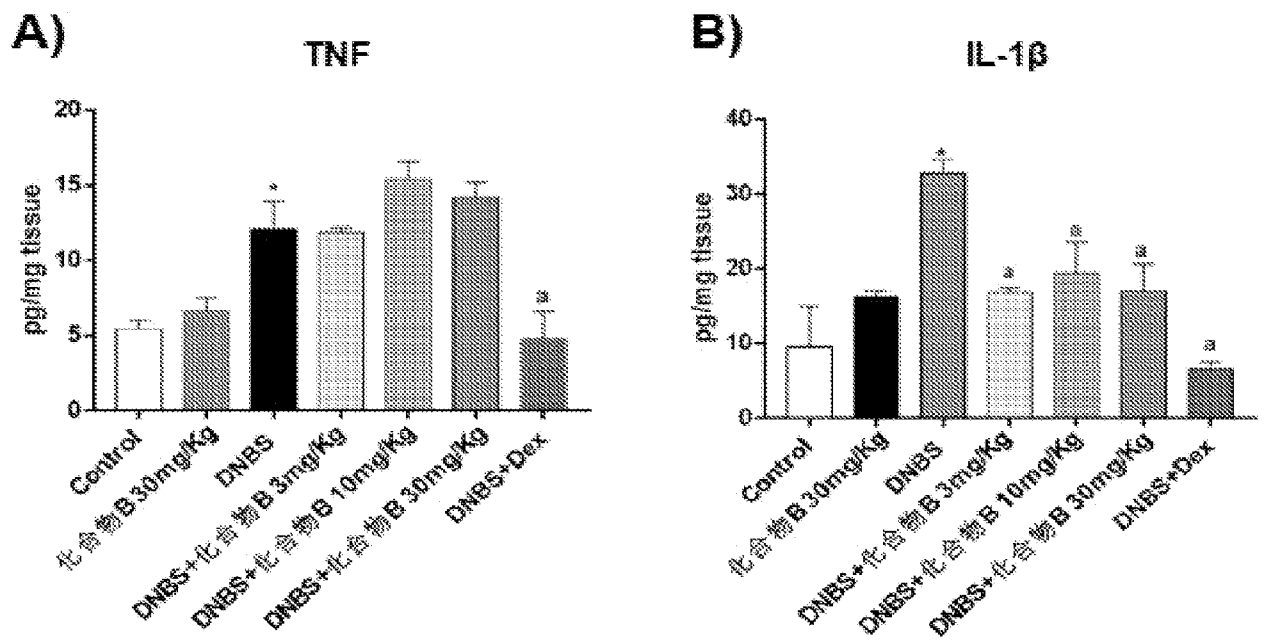 A)
TNF
20
15
10
5
0
pg/mg tissue
*
a
Control
化合物B 30mg/Kg
DNBS
DNBS+化合物B 3mg/Kg
DNBS+化合物B 10mg/Kg
DNBS+化合物B 30mg/Kg
DNBS+Dex
B)
IL-1β
40
30
20
10
0
pg/mg tissue
*
a
a
a
a
Control
化合物B 30mg/Kg
DNBS
DNBS+化合物B 3mg/Kg
DNBS+化合物B 10mg/Kg
DNBS+化合物B 30mg/Kg
DNBS+Dex